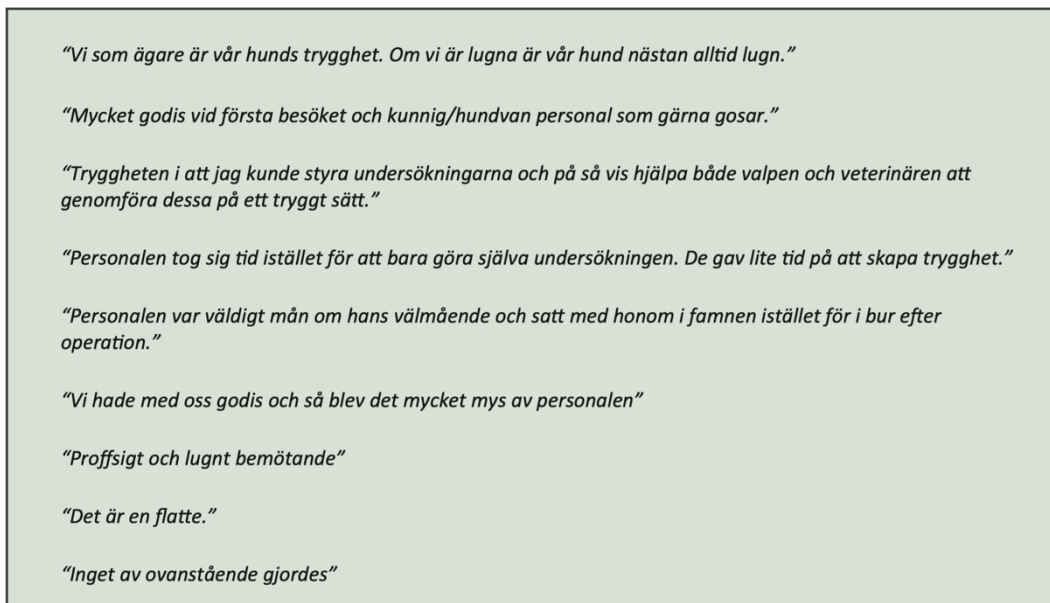 “Vi som ägare är vår hunds trygghet. Om vi är lugna är vår hund nästan alltid lugn.”
“Mycket godis vid första besöket och kunnig/hundvan personal som gärna gosar.”
“Tryggheten i att jag kunde styra undersökningarna och på så vis hjälpa både valpen och veterinären att
genomföra dessa på ett tryggt sätt.”
“Personalen tog sig tid istället för att bara göra själva undersökningen. De gav lite tid på att skapa trygghet.”
“Personalen var väldigt mån om hans välmående och satt med honom i famnen istället för i bur efter
operation.”
“Vi hade med oss godis och så blev det mycket mys av personalen”
“Proffsigt och lugnt bemötande”
“Det är en flatte.”
“Inget av ovanstående gjordes”